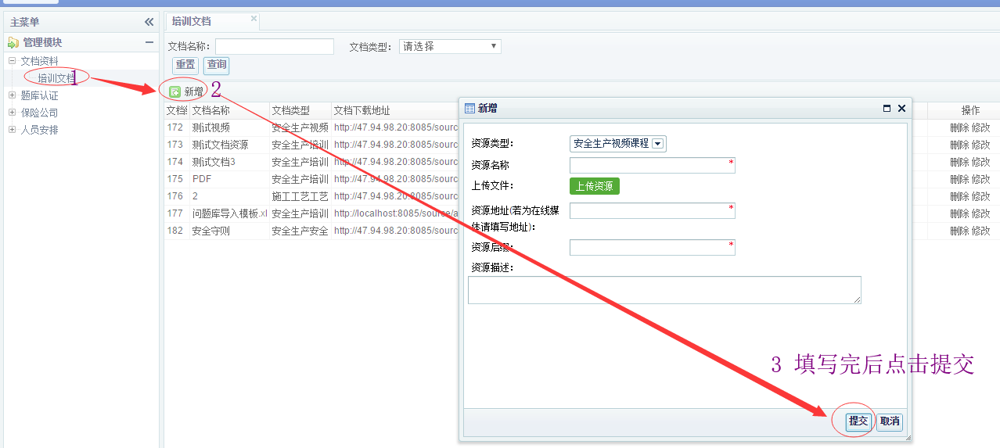 主菜单
管理模块
文档资料
培训文档
题库认证
保险公司
人员安排
1
培训文档
文档名称: 文档类型: 请选择
重置 查询
新增 2
文档名称 文档类型 文档下载地址 操作
172 测试视频 安全生产视频 http://47.94.98.20:8085/sourc 删除 修改
173 测试文档资源 安全生产培训 http://47.94.98.20:8085/sourc 删除 修改
174 测试文档3 安全生产培训 http://47.94.98.20:8085/sourc 删除 修改
175 PDF 安全生产培训 http://47.94.98.20:8085/sourc 删除 修改
176 2 施工工艺工艺 http://47.94.98.20:8085/sourc 删除 修改
177 问题库导入模板.xl 安全生产培训 http://localhost:8085/source/a 删除 修改
182 安全守则 安全生产安全 http://47.94.98.20:8085/sourc 删除 修改
新增
资源类型: 安全生产视频课程
资源名称 *
上传文件: 上传资源
资源地址(若为在线媒 *
体请填写地址):
资源后缀: *
资源描述:
3 填写完后点击提交
提交 取消